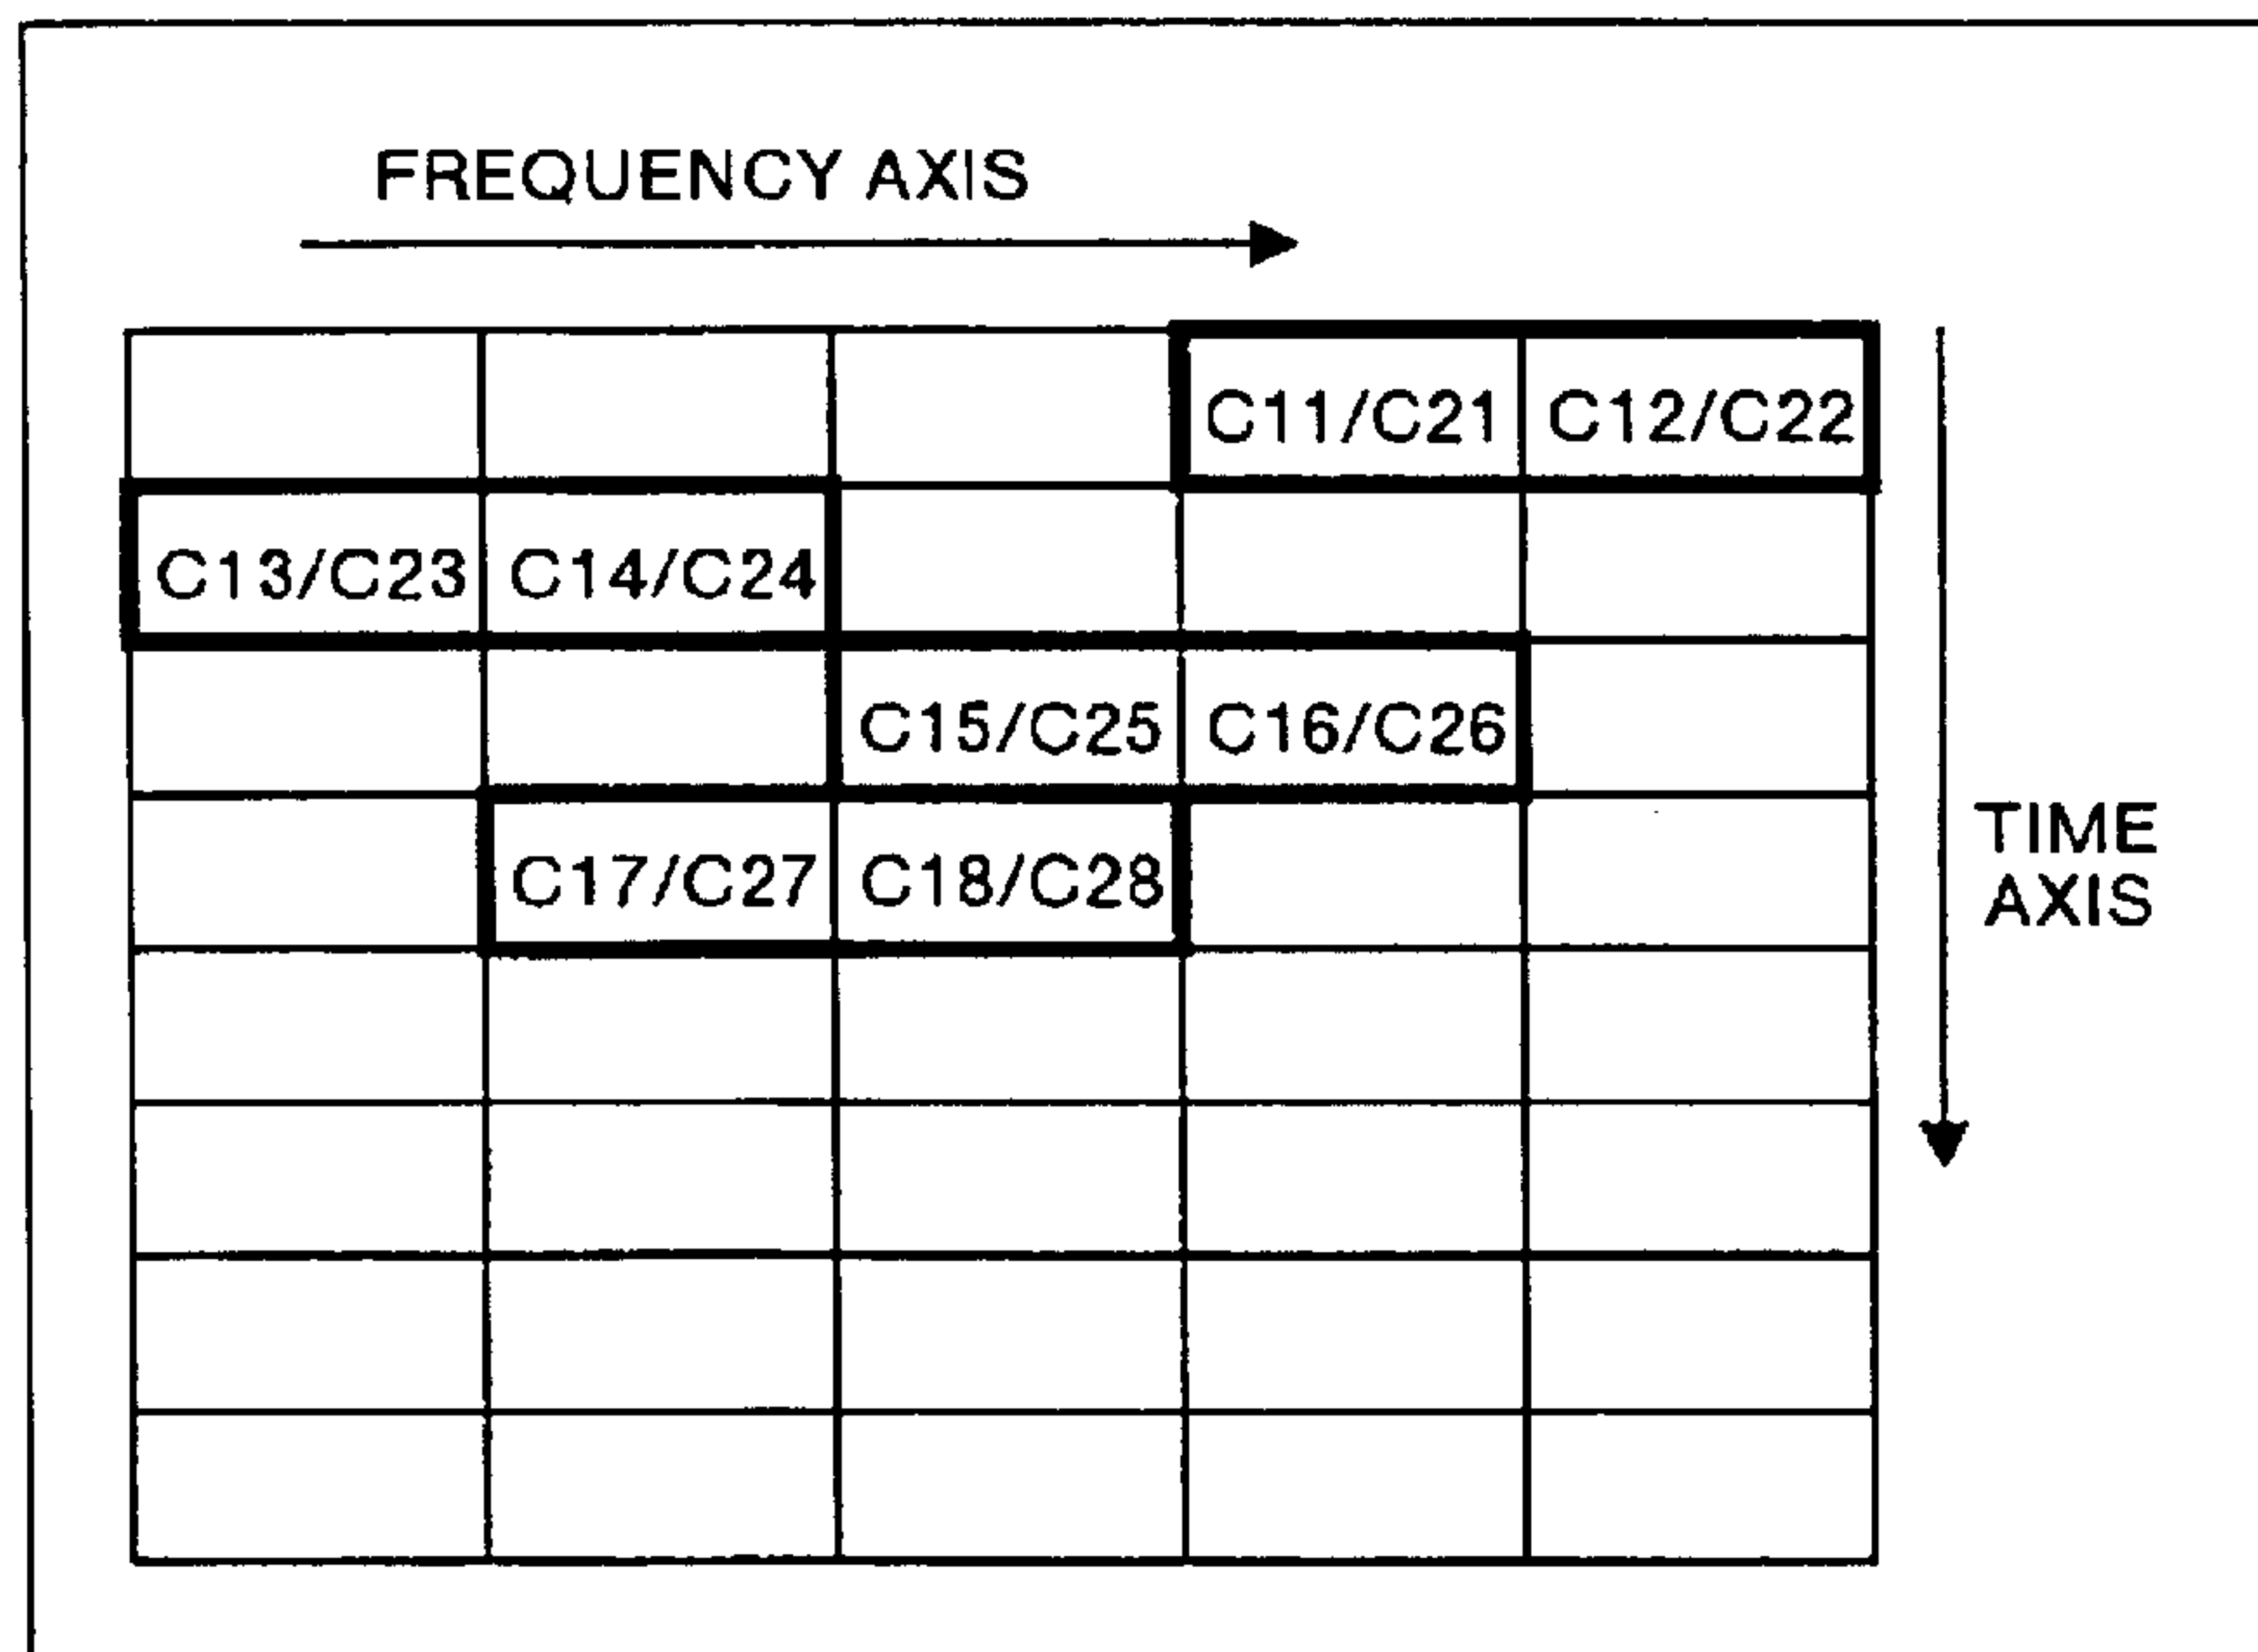 FREQUENCY AXIS
C11/C21 C12/C22
C13/C23 C14/C24
C15/C25 C16/C26
C17/C27 C18/C28
TIME
AXIS